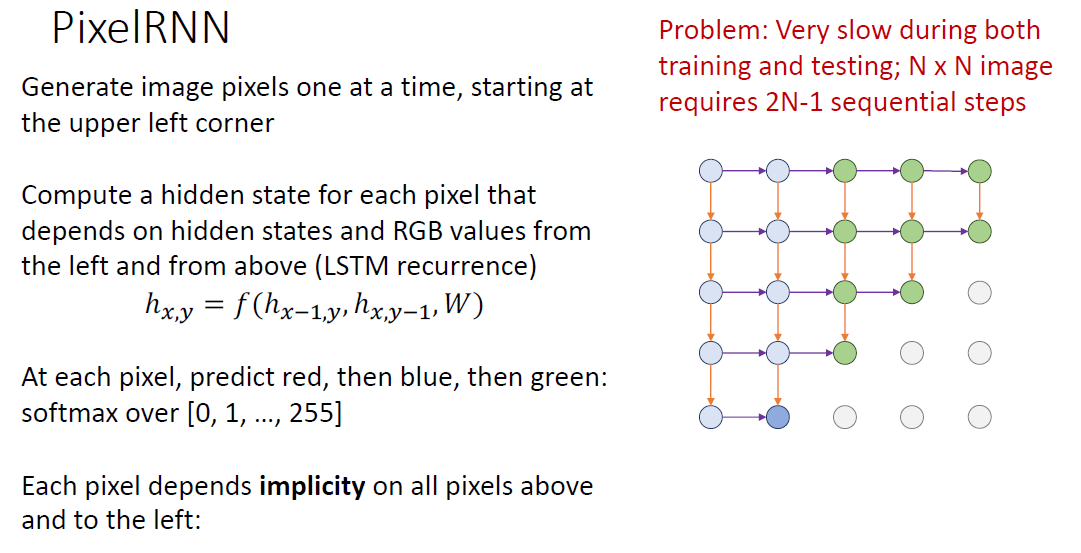 PixelRNN
Generate image pixels one at a time, starting at
the upper left corner
Compute a hidden state for each pixel that
depends on hidden states and RGB values from
the left and from above (LSTM recurrence)
h_{x,y} = f(h_{x−1,y}, h_{x,y−1}, W)
At each pixel, predict red, then blue, then green:
softmax over [0, 1, …, 255]
Each pixel depends implicity on all pixels above
and to the left:
Problem: Very slow during both
training and testing; N x N image
requires 2N-1 sequential steps